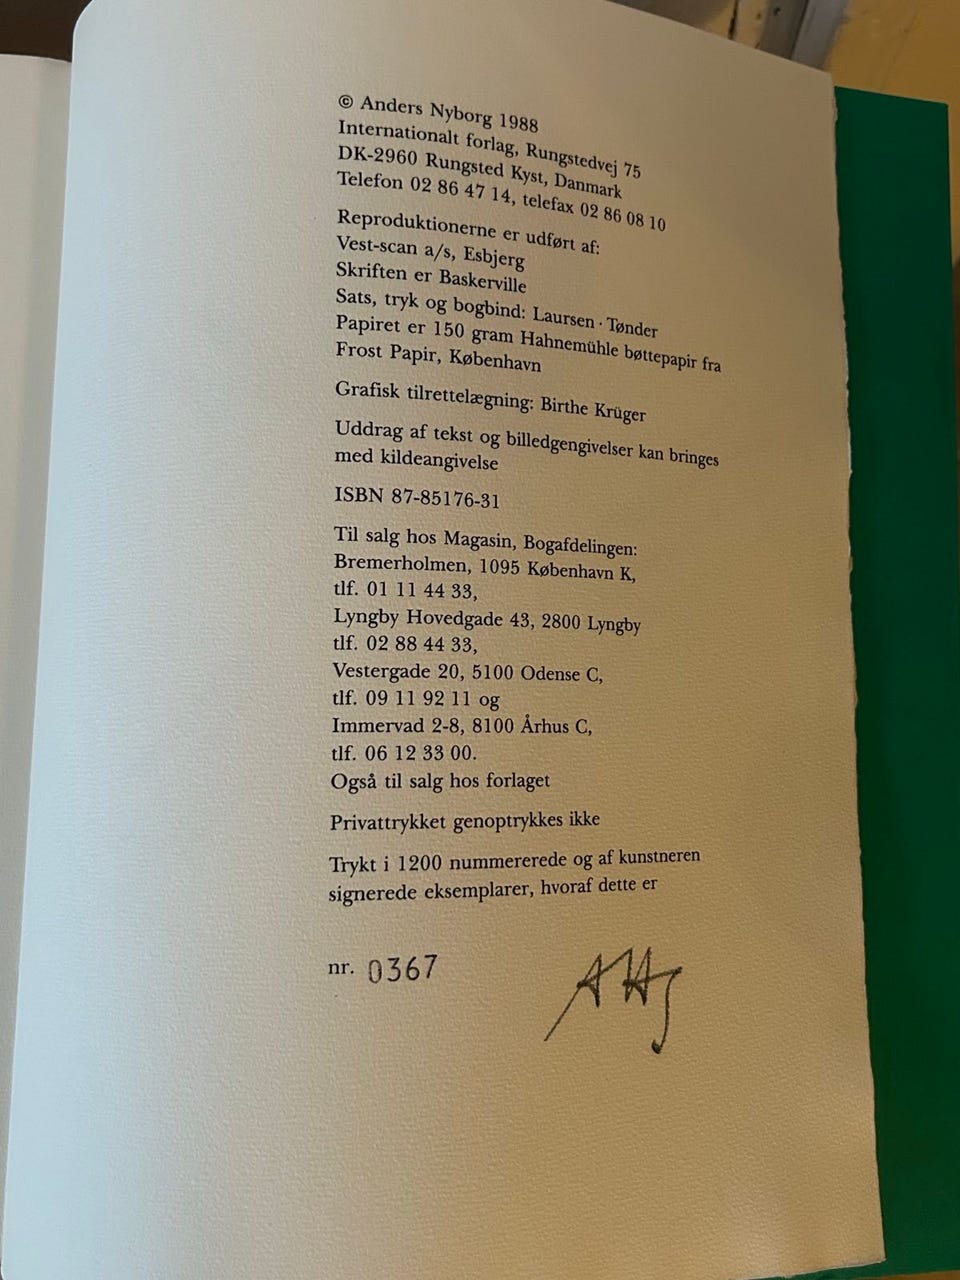 © Anders Nyborg 1988
Internationalt forlag, Rungstedvej 75
DK-2960 Rungsted Kyst, Danmark
Telefon 02 86 47 14, telefax 02 86 08 10
Reproduktionerne er udført af:
Vest-scan a/s, Esbjerg
Skriften er Baskerville
Sats, tryk og bogbind: Laursen · Tønder
Papiret er 150 gram Hahnemühle bøttepapir fra
Frost Papir, København
Grafisk tilrettelægning: Birthe Krüger
Uddrag af tekst og billedgengivelser kan bringes
med kildeangivelse
ISBN 87-85176-31
Til salg hos Magasin, Bogafdelingen:
Bremerholmen, 1095 København K,
tlf. 01 11 44 33,
Lyngby Hovedgade 43, 2800 Lyngby
tlf. 02 88 44 33,
Vestergade 20, 5100 Odense C,
tlf. 09 11 92 11 og
Immervad 2-8, 8100 Århus C,
tlf. 06 12 33 00.
Også til salg hos forlaget
Privattrykket genoptrykkes ikke
Trykt i 1200 nummererede og af kunstneren
signerede eksemplarer, hvoraf dette er
nr. 0367